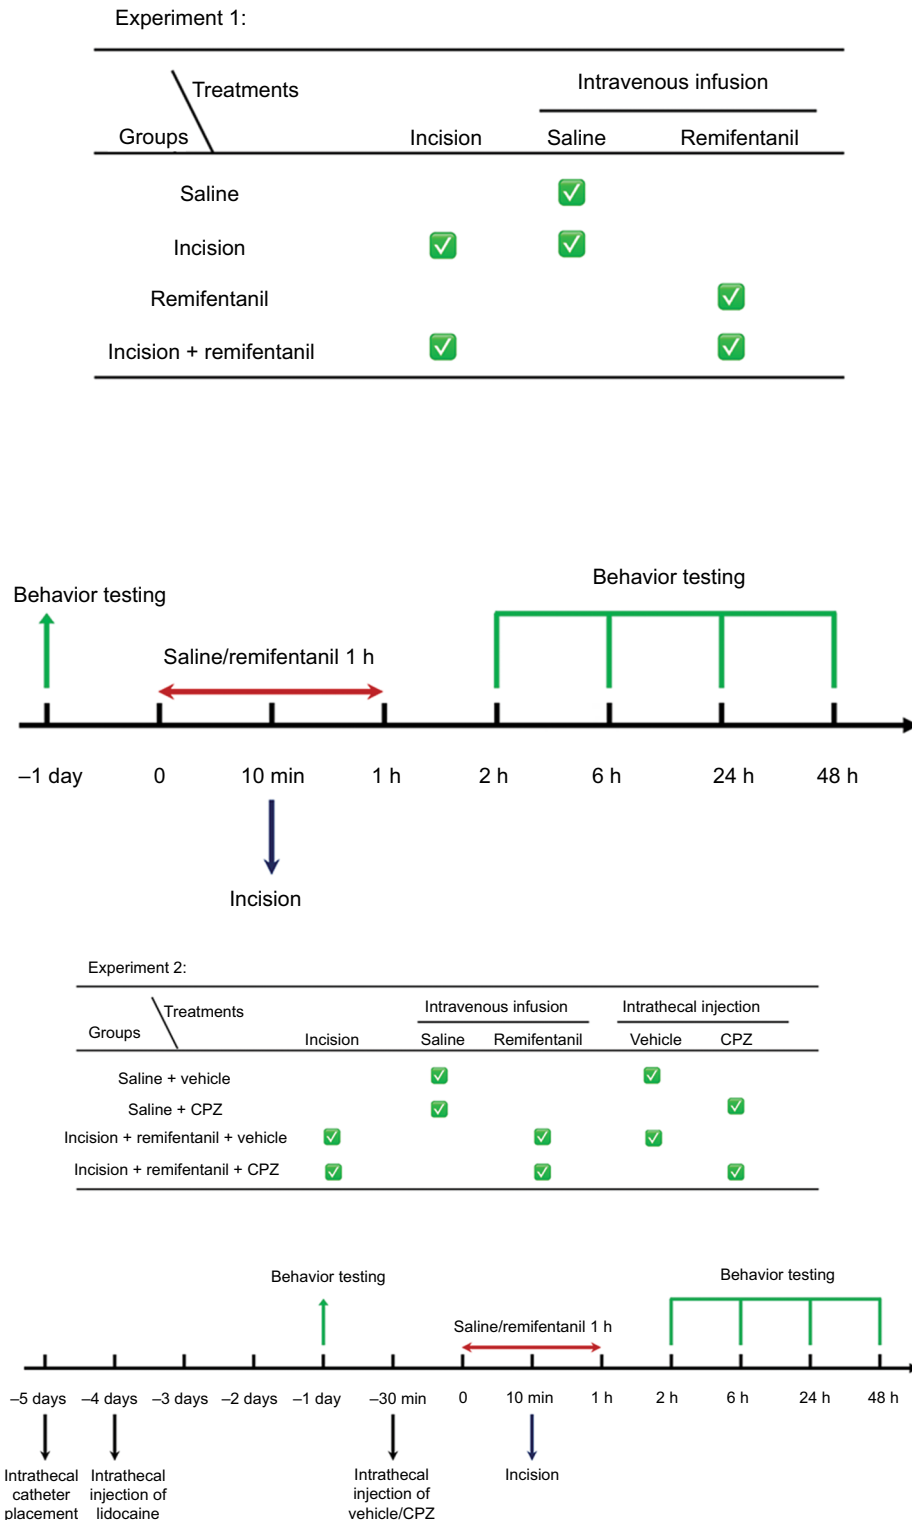 Experiment 1:
Treatments
Intravenous infusion
Groups Incision Saline Remifentanil
Saline
Incision
Remifentanil
Incision + remifentanil
Behavior testing
Behavior testing
Saline/remifentanil 1 h
–1 day 0 10 min 1 h 2 h 6 h 24 h 48 h
Incision
Experiment 2:
Treatments Intravenous infusion Intrathecal injection
Groups Incision Saline Remifentanil Vehicle CPZ
Saline + vehicle
Saline + CPZ
Incision + remifentanil + vehicle
Incision + remifentanil + CPZ
Behavior testing Behavior testing
Saline/remifentanil 1 h
–5 days –4 days –3 days –2 days –1 day –30 min 0 10 min 1 h 2 h 6 h 24 h 48 h
Intrathecal catheter placement
Intrathecal injection of lidocaine
Intrathecal injection of vehicle/CPZ
Incision